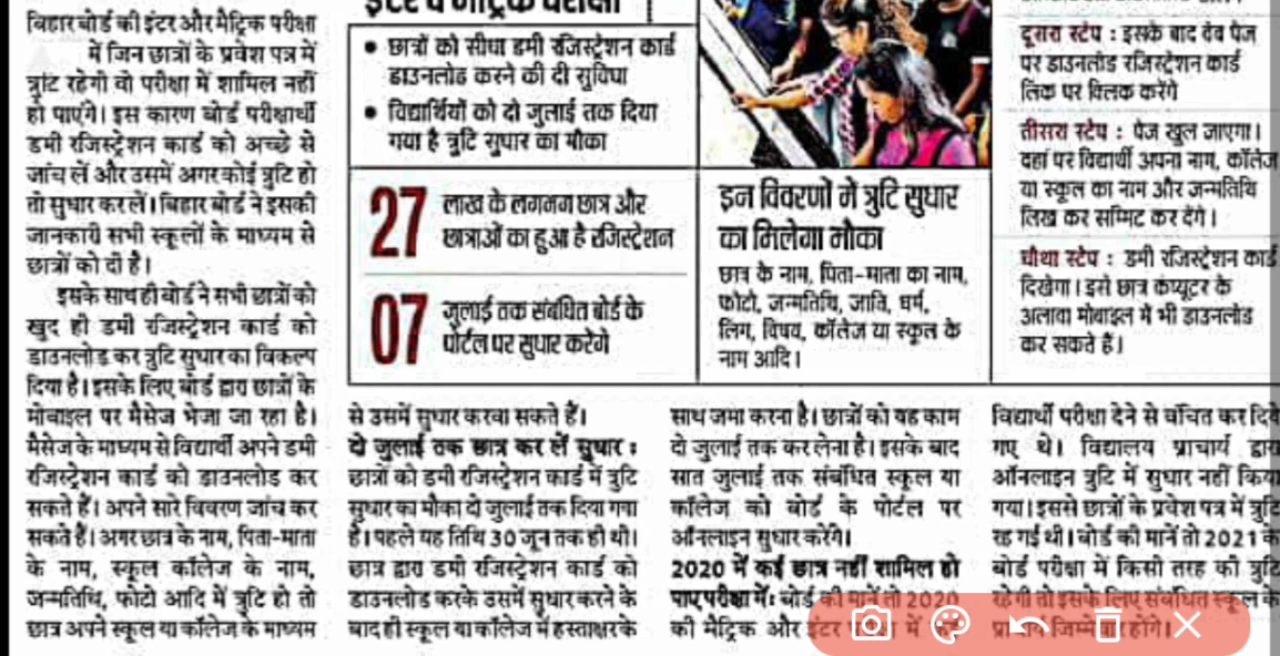 इंटर व मैट्रिक परीक्षा
बिहार बोर्ड की इंटर और मैट्रिक परीक्षा
में जिन छात्रों के प्रवेश पत्र में
त्रुटि रहेगी वो परीक्षा में शामिल नहीं
हो पाएंगे। इस कारण बोर्ड परीक्षार्थी
डमी रजिस्ट्रेशन कार्ड को अच्छे से
जांच लें और उसमें अगर कोई त्रुटि हो
तो सुधार कर लें। बिहार बोर्ड ने इसकी
जानकारी सभी स्कूलों के माध्यम से
छात्रों को दी है।
इसके साथ ही बोर्ड ने सभी छात्रों को
खुद ही डमी रजिस्ट्रेशन कार्ड को
डाउनलोड कर त्रुटि सुधार का विकल्प
दिया है। इसके लिए बोर्ड द्वारा छात्रों के
मोबाइल पर मैसेज भेजा जा रहा है।
मैसेज के माध्यम से विद्यार्थी अपने डमी
रजिस्ट्रेशन कार्ड को डाउनलोड कर
सकते हैं। अपने सारे विवरण जांच कर
सकते हैं। अगर छात्र के नाम, पिता-माता
के नाम, स्कूल कॉलेज के नाम,
जन्मतिथि, फोटो आदि में त्रुटि हो तो
छात्र अपने स्कूल या कॉलेज के माध्यम
• छात्रों को सीधा डमी रजिस्ट्रेशन कार्ड
डाउनलोड करने की दी सुविधा
• विद्यार्थियों को दो जुलाई तक दिया
गया है त्रुटि सुधार का मौका
27 लाख के लगभग छात्र और
छात्राओं का हुआ है रजिस्ट्रेशन
07 जुलाई तक संबंधित बोर्ड के
पोर्टल पर सुधार करेगे
इन विवरणों में त्रुटि सुधार
का मिलेगा मौका
छात्र के नाम, पिता-माता का नाम,
फोटो, जन्मतिथि, जाति, धर्म,
लिंग, विषय, कॉलेज या स्कूल के
नाम आदि।
दूसरा स्टेप : इसके बाद वेव पेज
पर डाउनलोड रजिस्ट्रेशन कार्ड
लिंक पर क्लिक करेंगे
तीसरा स्टेप : पेज खुल जाएगा।
वहां पर विद्यार्थी अपना नाम, कॉलेज
या स्कूल का नाम और जन्मतिथि
लिख कर सम्मिट कर देंगे।
चौथा स्टेप : डमी रजिस्ट्रेशन कार्ड
दिखेगा। इसे छात्र कंप्यूटर के
अलावा मोबाइल में भी डाउनलोड
कर सकते हैं।
से उसमें सुधार करवा सकते हैं।
दो जुलाई तक छात्र कर लें सुधार :
छात्रों को डमी रजिस्ट्रेशन कार्ड में त्रुटि
सुधार का मौका दो जुलाई तक दिया गया
है। पहले यह तिथि 30 जून तक ही थी।
छात्र द्वारा डमी रजिस्ट्रेशन कार्ड को
डाउनलोड करके उसमें सुधार करने के
बाद ही स्कूल या कॉलेज में हस्ताक्षर के
साथ जमा करना है। छात्रों को यह काम
दो जुलाई तक कर लेना है। इसके बाद
सात जुलाई तक संबंधित स्कूल या
कॉलेज को बोर्ड के पोर्टल पर
ऑनलाइन सुधार करेंगे।
2020 में कई छात्र नहीं शामिल हो
पाए परीक्षा में: बोर्ड की मानें तो 2020
की मैट्रिक और इंटर में कई
विद्यार्थी परीक्षा देने से वंचित कर दिये
गए थे। विद्यालय प्राचार्य द्वारा
ऑनलाइन त्रुटि में सुधार नहीं किया
गया। इससे छात्रों के प्रवेश पत्र में त्रुटि
रह गई थी। बोर्ड की मानें तो 2021 के
बोर्ड परीक्षा में किसी तरह की त्रुटि
रहेगी तो इसके लिए संबंधित स्कूल के
जिम्मेवार होंगे।